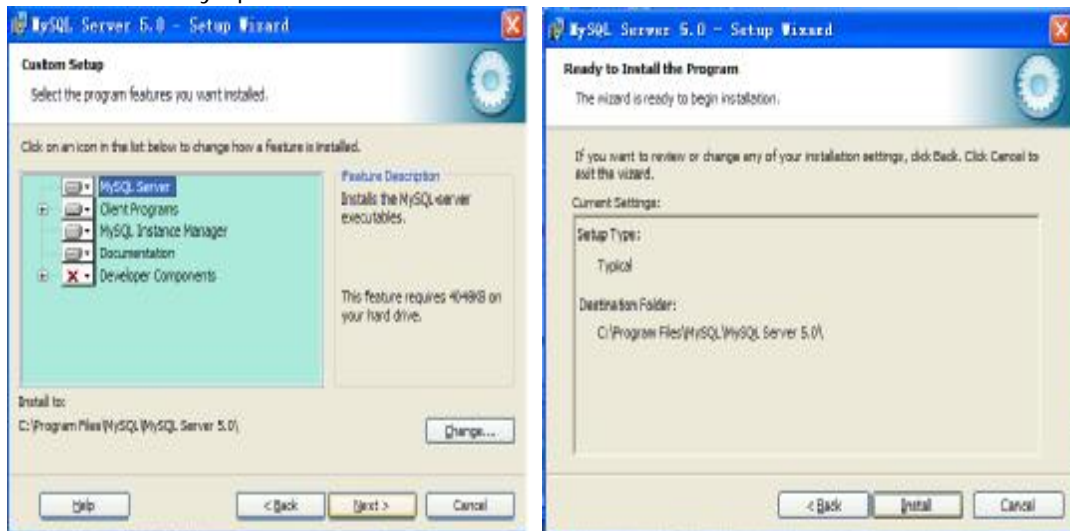 MySQL Server 5.0 - Setup Wizard
Custom Setup
Select the program features you want installed.
Click on an icon in the list below to change how a feature is installed.
MySQL Server
Client Programs
MySQL Instance Manager
Documentation
Developer Components
Feature Description
Installs the MySQL server
executables.
This feature requires on
your hard drive.
Install to:
C:\Program Files\MySQL\MySQL Server 5.0\
Change...
Help
< Back
Next >
Cancel
MySQL Server 5.0 - Setup Wizard
Ready to Install the Program
The wizard is ready to begin installation.
If you want to review or change any of your installation settings, click Back. Click Cancel to
exit the wizard.
Current Settings:
Setup Type:
Typical
Destination Folder:
C:\Program Files\MySQL\MySQL Server 5.0\
< Back
Install
Cancel